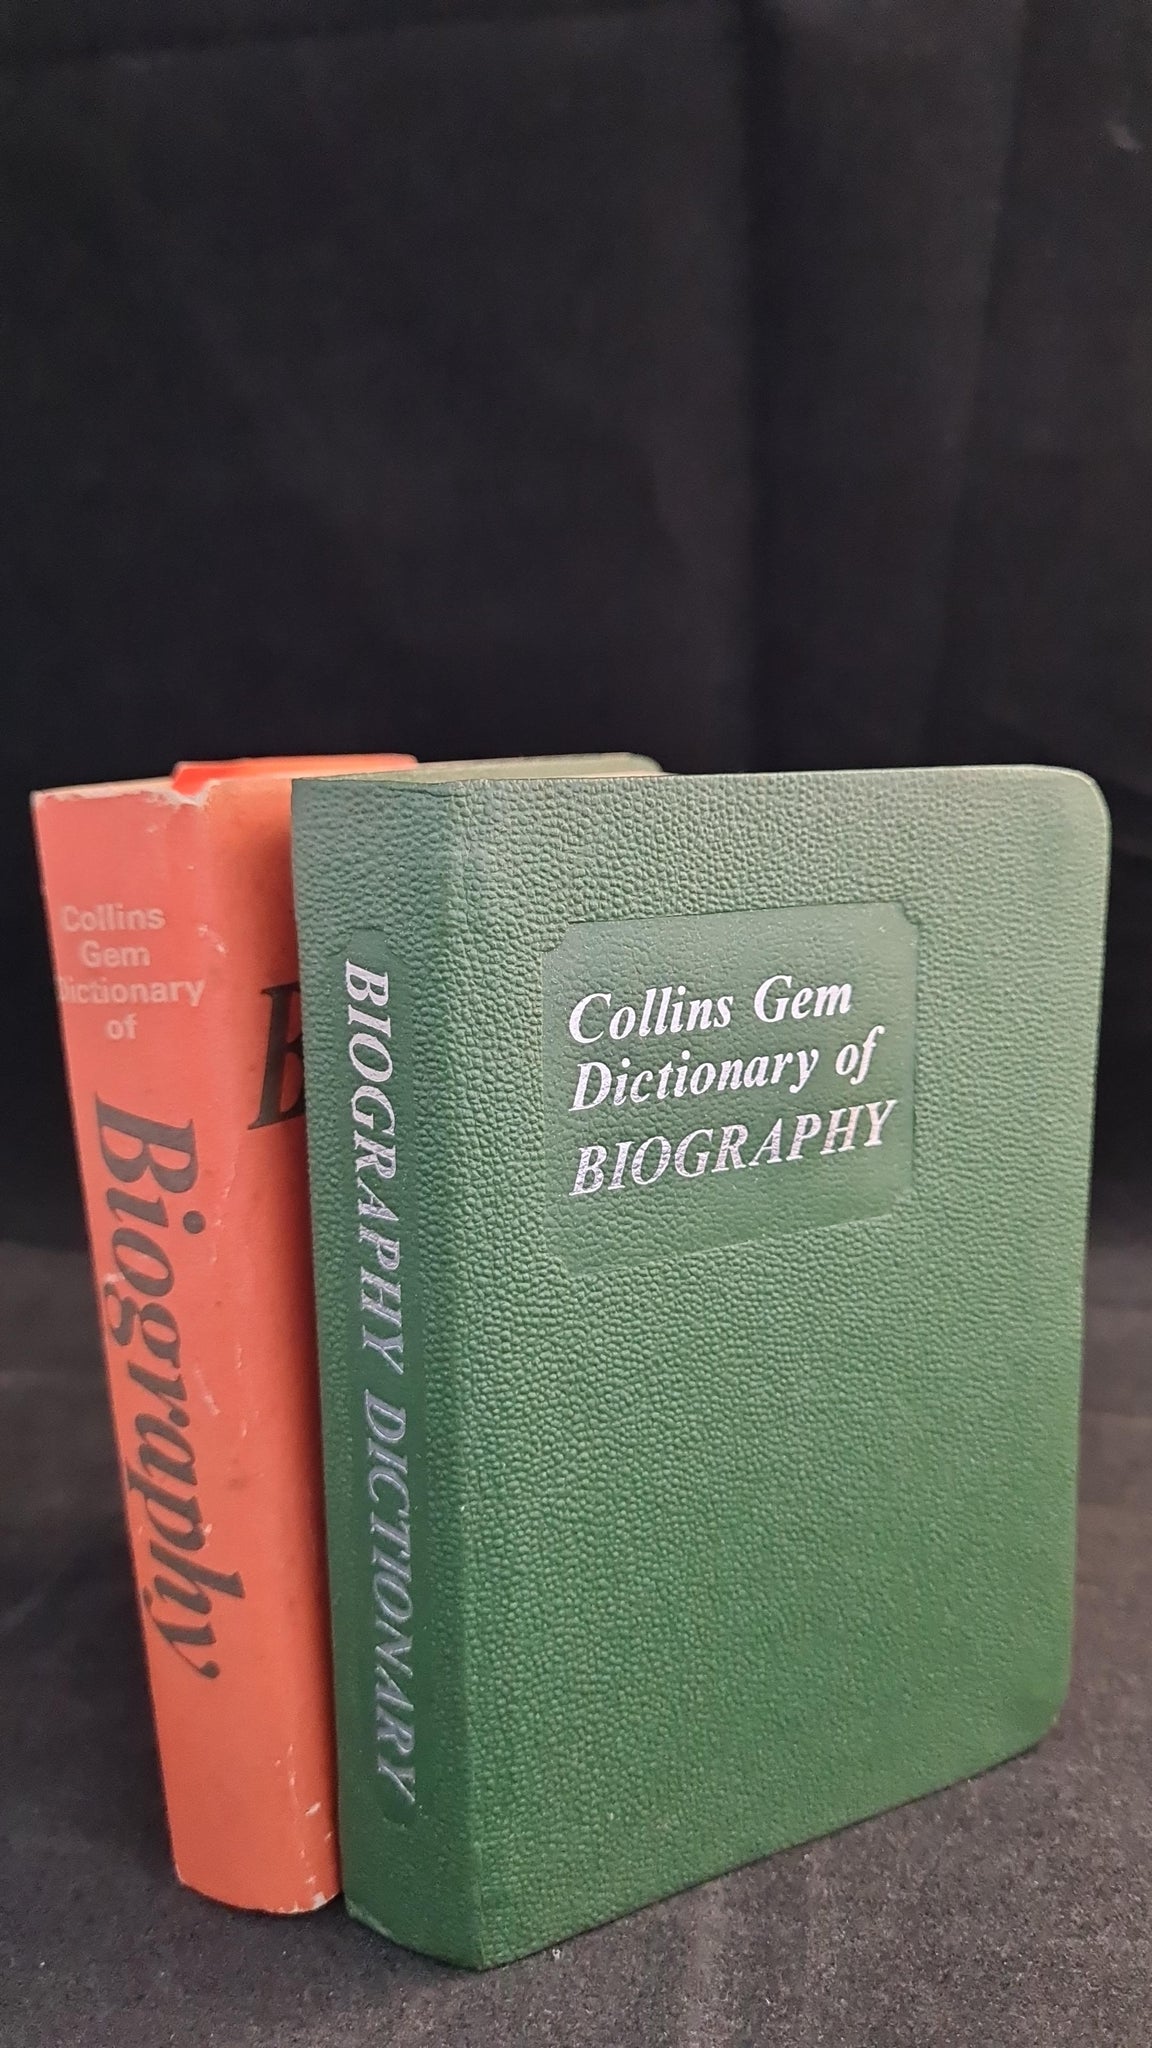 Collins
Gem
Dictionary
of
Biography
BIOGRAPHY DICTIONARY
Collins Gem
Dictionary of
BIOGRAPHY